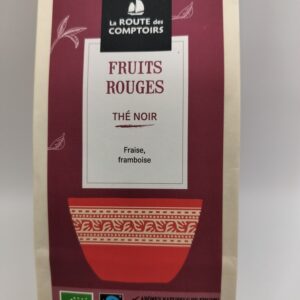 La ROUTE des
COMPTOIRS
FRUITS
ROUGES
THÉ NOIR
Fraise,
framboise